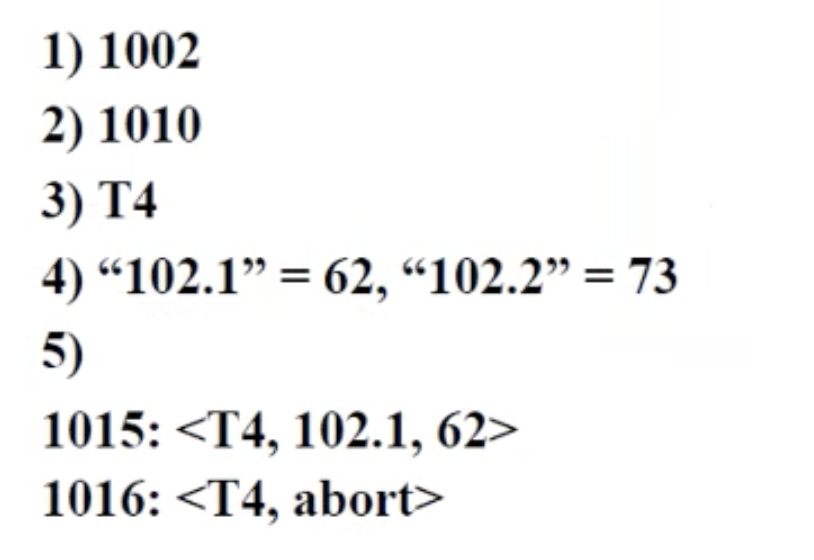 1) 1002
2) 1010
3) T4
4) “102.1” = 62, “102.2” = 73
5)
1015: <T4, 102.1, 62>
1016: <T4, abort>